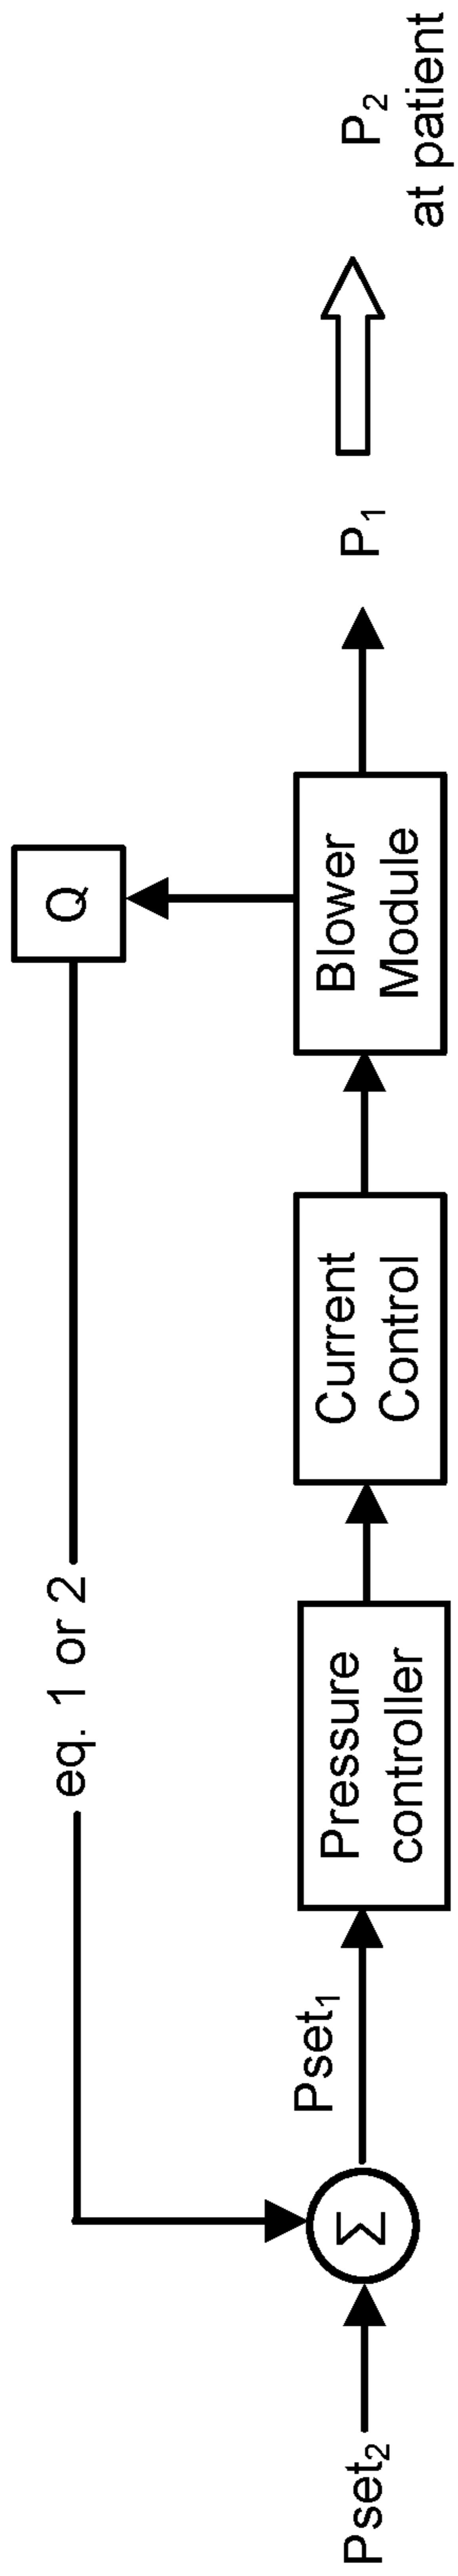 Q
eq. 1 or 2
Pset₂
Σ
Pset₁
Pressure
controller
Current
Control
Blower
Module
P₁
P₂
at patient